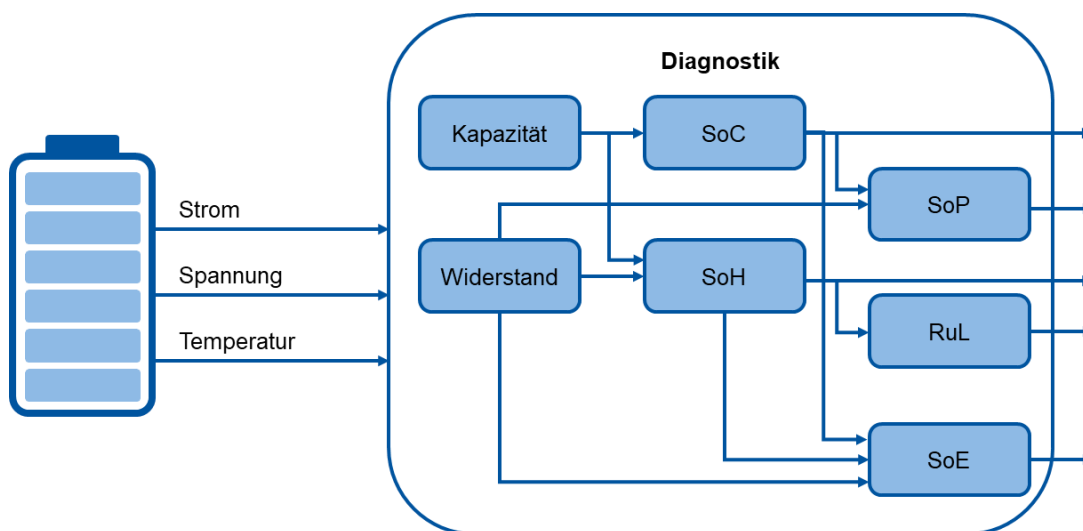 Diagnostik
Strom
Spannung
Temperatur
Kapazität
SoC
SoP
Widerstand
SoH
RuL
SoE